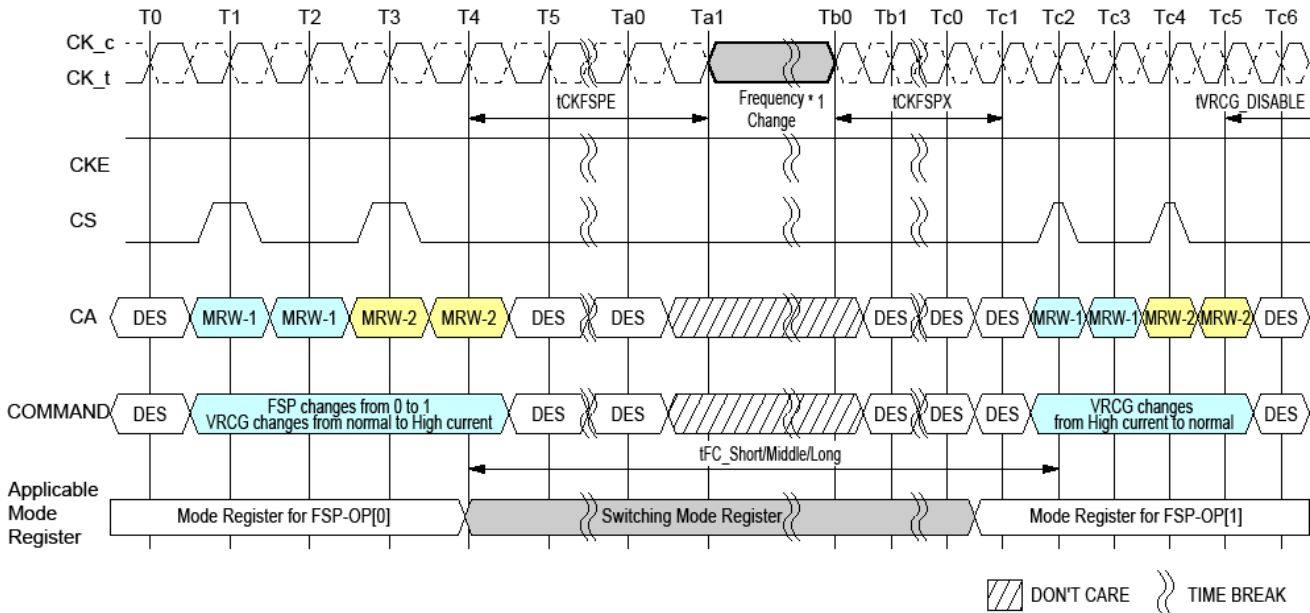 T0 T1 T2 T3 T4 T5 Ta0 Ta1 Tb0 Tb1 Tc0 Tc1 Tc2 Tc3 Tc4 Tc5 Tc6
CK_c
CK_t
tCKFSPE
Frequency * 1
Change
tCKFSPX
tVRCG_DISABLE
CKE
CS
CA DES MRW-1 MRW-1 MRW-2 MRW-2 DES DES DES DES DES MRW-1 MRW-1 MRW-2 MRW-2 DES
COMMAND DES
FSP changes from 0 to 1
VRCG changes from normal to High current
DES DES DES DES DES
VRCG changes
from High current to normal
DES
tFC_Short/Middle/Long
Applicable
Mode
Register
Mode Register for FSP-OP[0]
Switching Mode Register
Mode Register for FSP-OP[1]
DON'T CARE
TIME BREAK